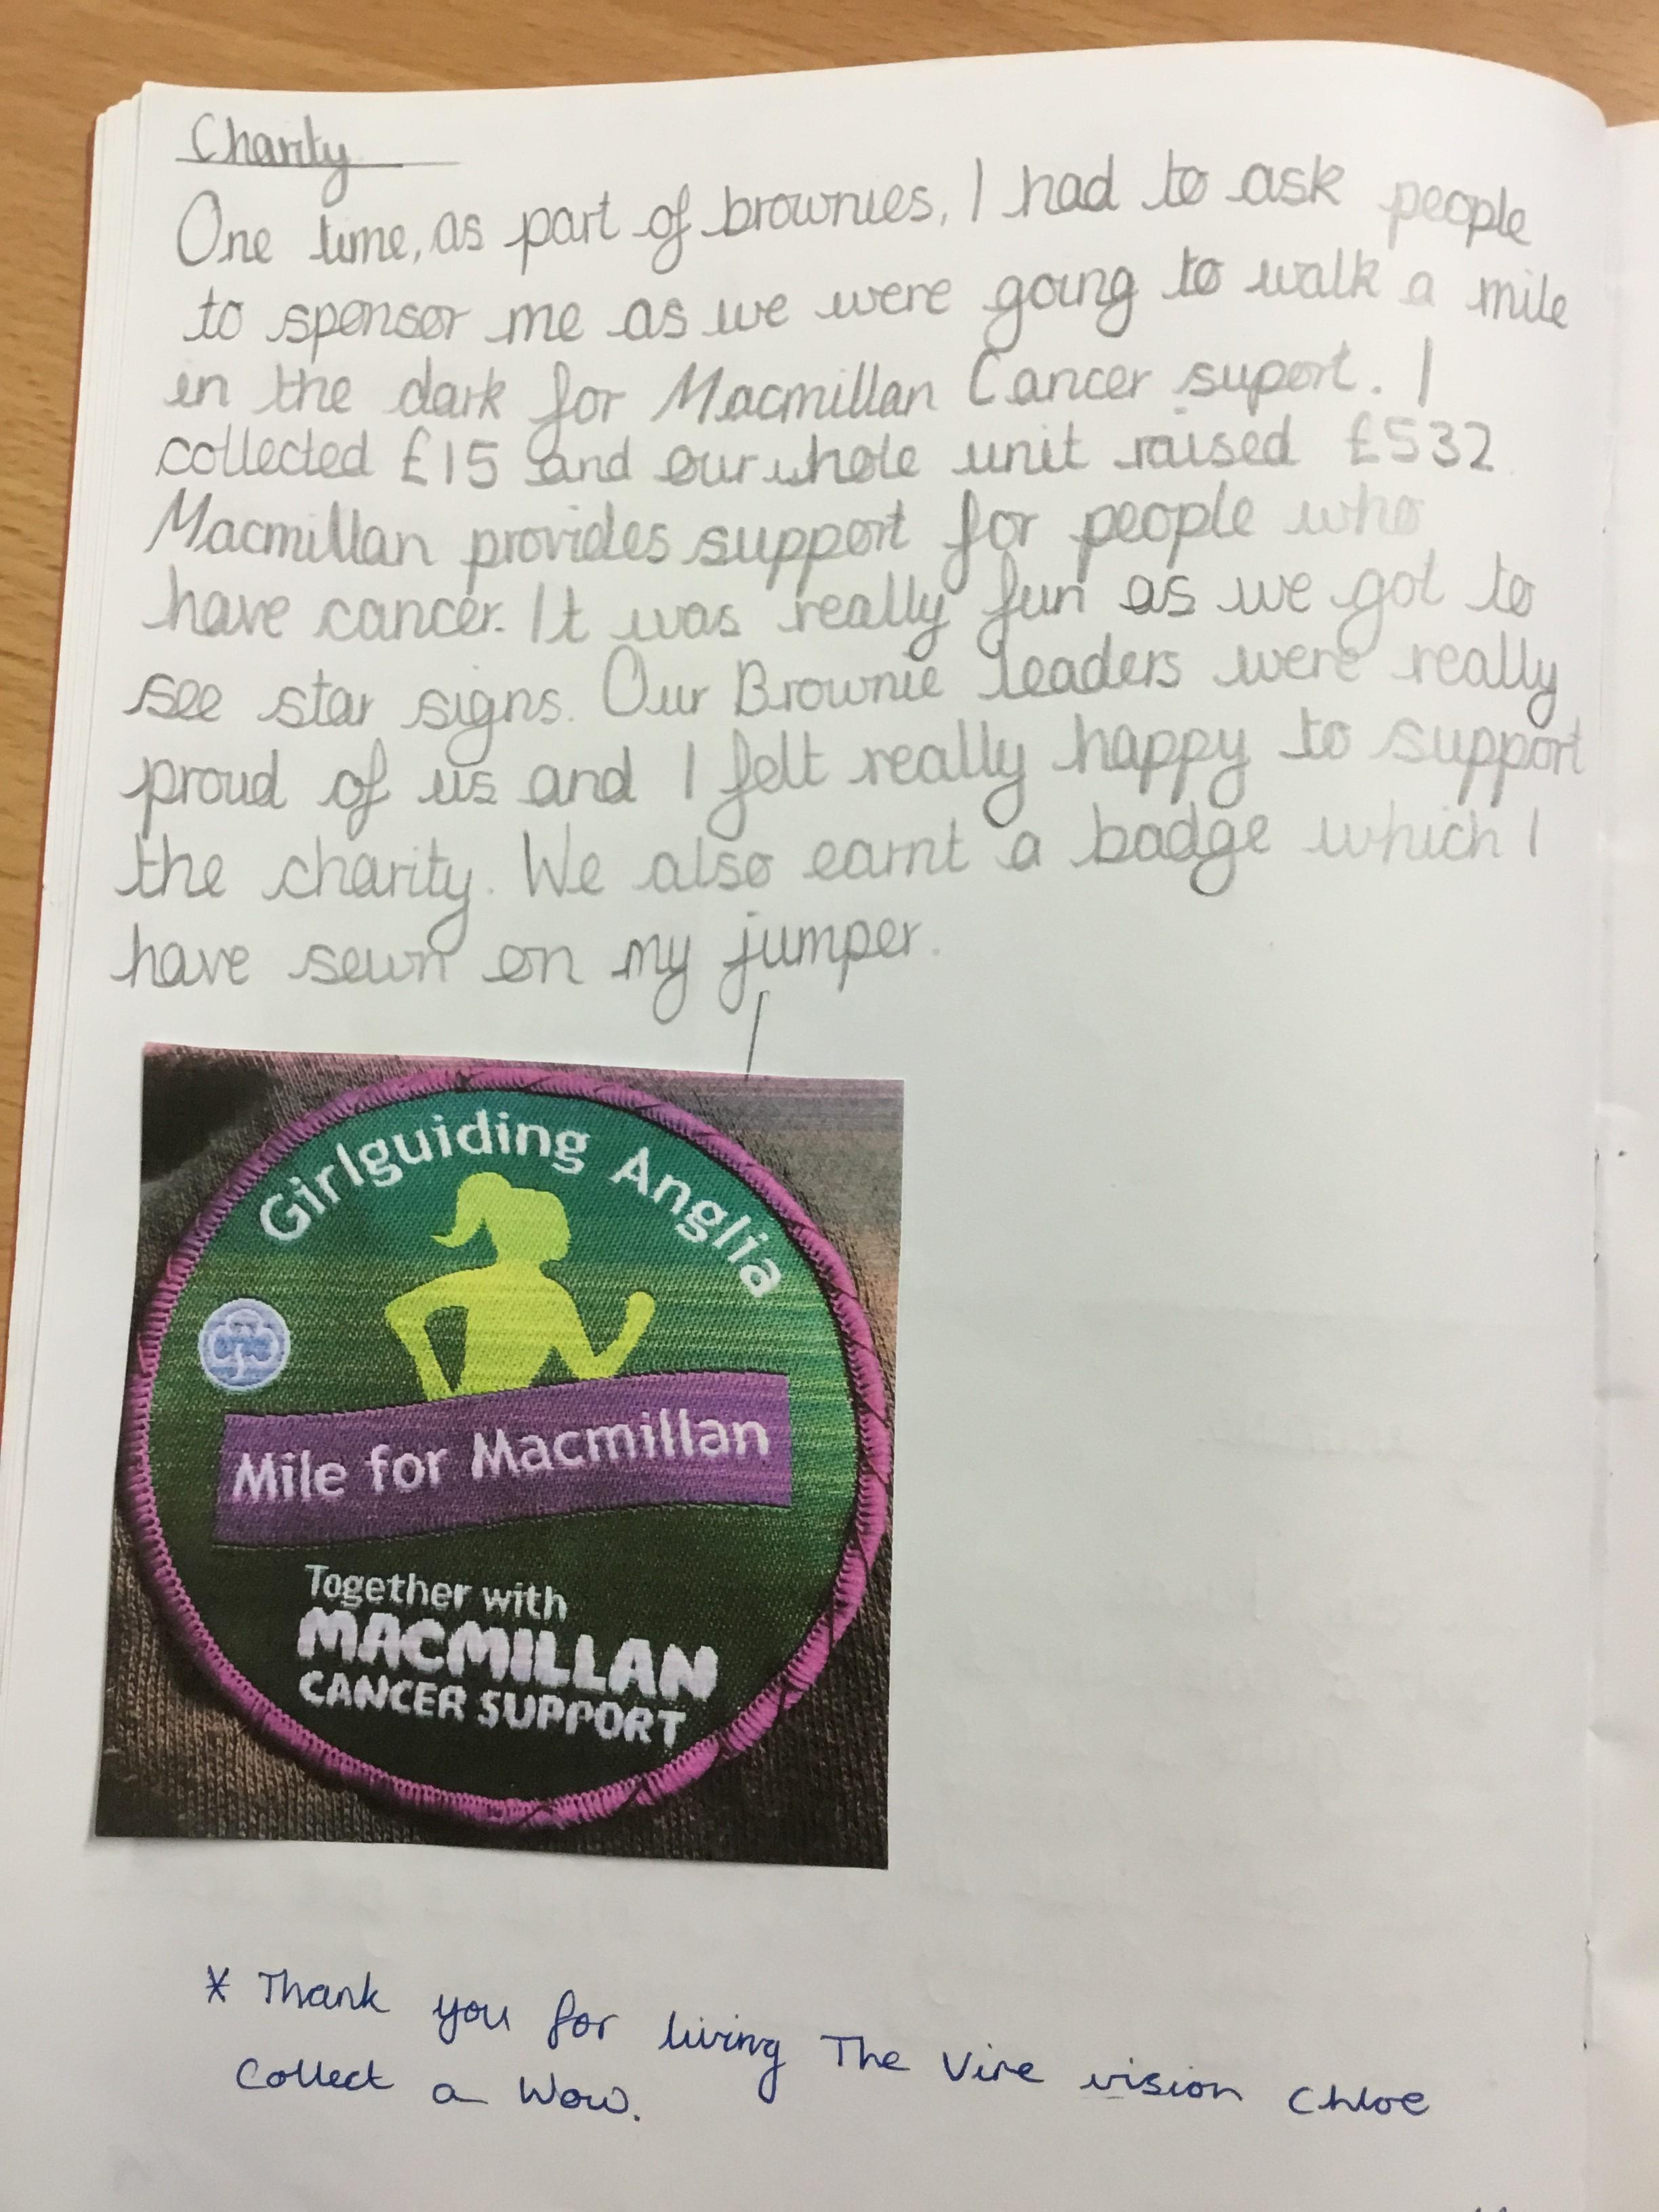 Charity
One time, as part of brownies, I had to ask people
to sponsor me as we were going to walk a mile
in the dark for Macmillan Cancer suport. I
collected £15 and our whole unit raised £532
Macmillan provides support for people who
have cancer. It was really fun as we got to
see star signs. Our Brownie leaders were really
proud of us and I felt really happy to support
the charity. We also earnt a badge which I
have sewn on my jumper.
Girlguiding Anglia
Mile for Macmillan
Together with
MACMILLAN
CANCER SUPPORT
* Thank you for living The Vine vision Chloe
Collect a Wow.